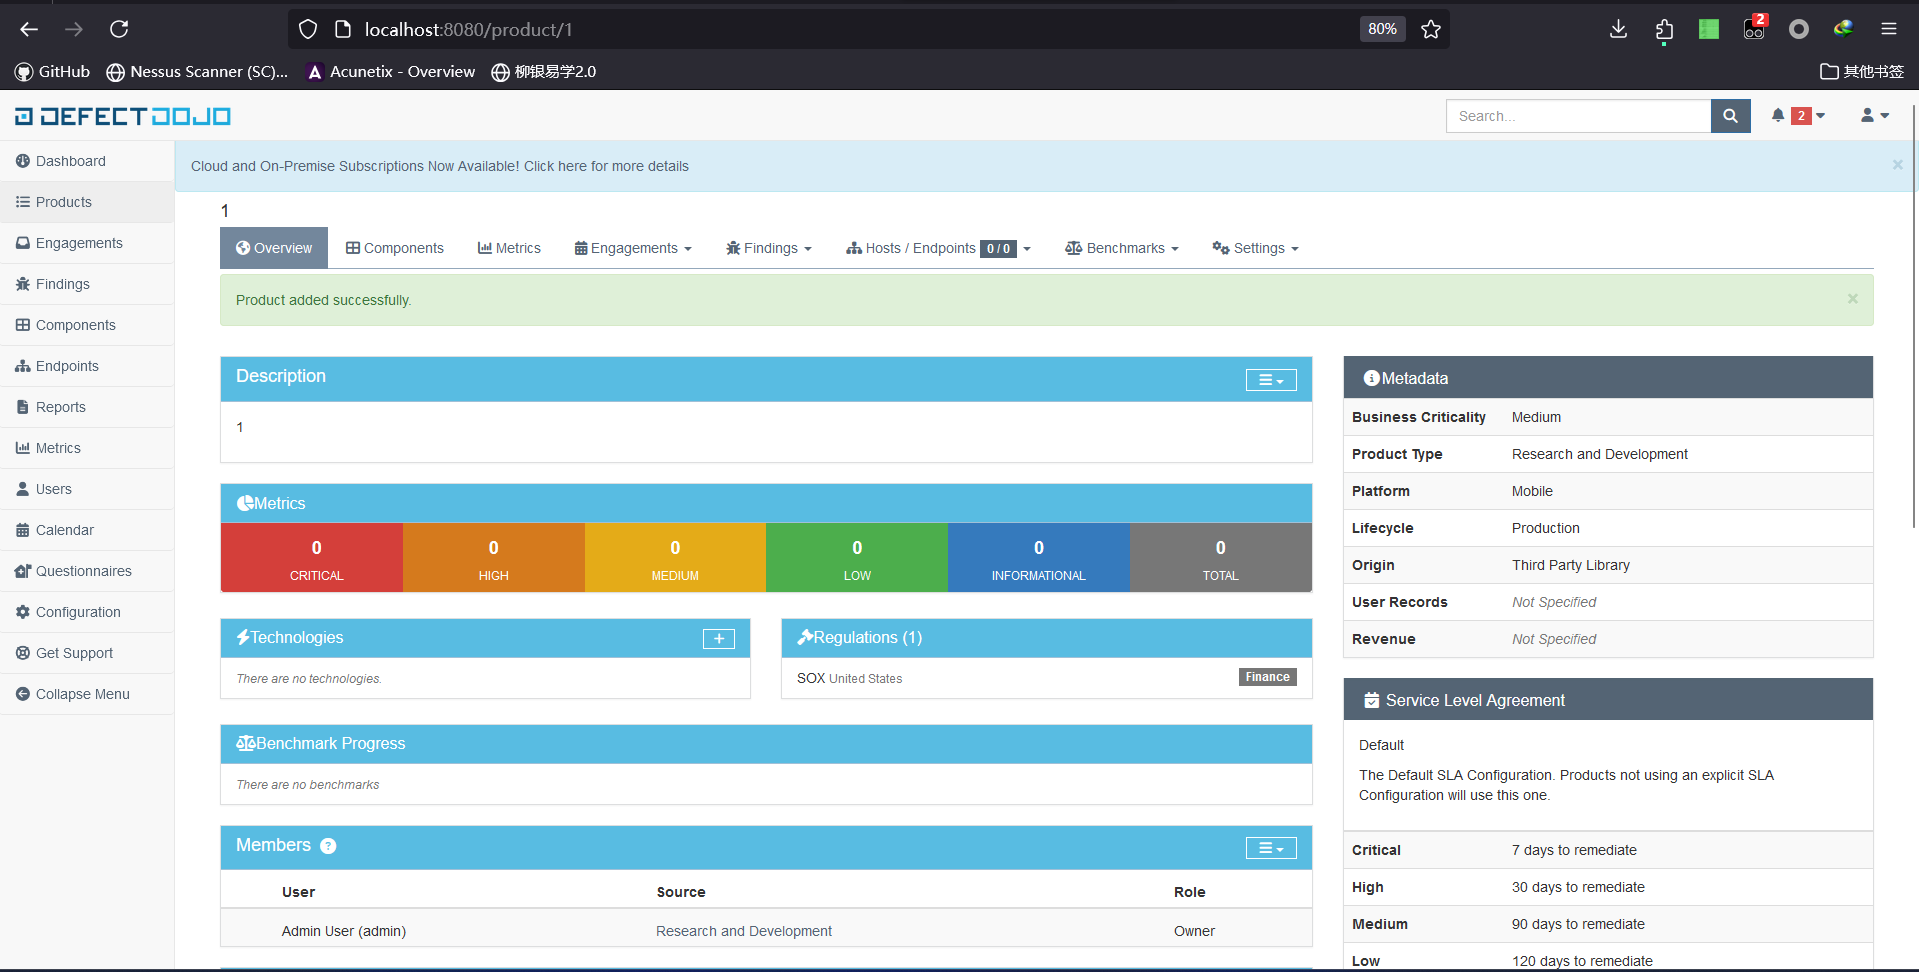 localhost:8080/product/1
80%
2
GitHub
Nessus Scanner (SC)...
Acunetix - Overview
柳银易学2.0
其他书签
DEFECTDOJO
Search...
2
Dashboard
Products
Engagements
Findings
Components
Endpoints
Reports
Metrics
Users
Calendar
Questionnaires
Configuration
Get Support
Collapse Menu
Cloud and On-Premise Subscriptions Now Available! Click here for more details
×
1
Overview
Components
Metrics
Engagements
Findings
Hosts / Endpoints 0 / 0
Benchmarks
Settings
Product added successfully.
×
Description
1
Metrics
0
CRITICAL
0
HIGH
0
MEDIUM
0
LOW
0
INFORMATIONAL
0
TOTAL
Technologies
+
There are no technologies.
Regulations (1)
SOX United States
Finance
Benchmark Progress
There are no benchmarks
Members ?
User Source Role
Admin User (admin) Research and Development Owner
Metadata
Business Criticality Medium
Product Type Research and Development
Platform Mobile
Lifecycle Production
Origin Third Party Library
User Records Not Specified
Revenue Not Specified
Service Level Agreement
Default
The Default SLA Configuration. Products not using an explicit SLA
Configuration will use this one.
Critical 7 days to remediate
High 30 days to remediate
Medium 90 days to remediate
Low 120 days to remediate